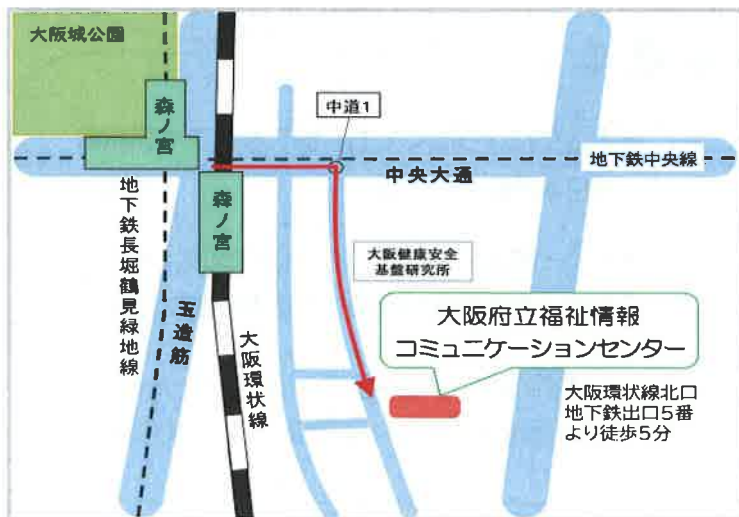 大阪城公園
森ノ宮
中道1
地下鉄中央線
中央大通
森ノ宮
地下鉄長堀鶴見緑地線
玉造筋
大阪環状線
大阪健康安全
基盤研究所
大阪府立福祉情報
コミュニケーションセンター
大阪環状線北口
地下鉄出口5番
より徒歩5分